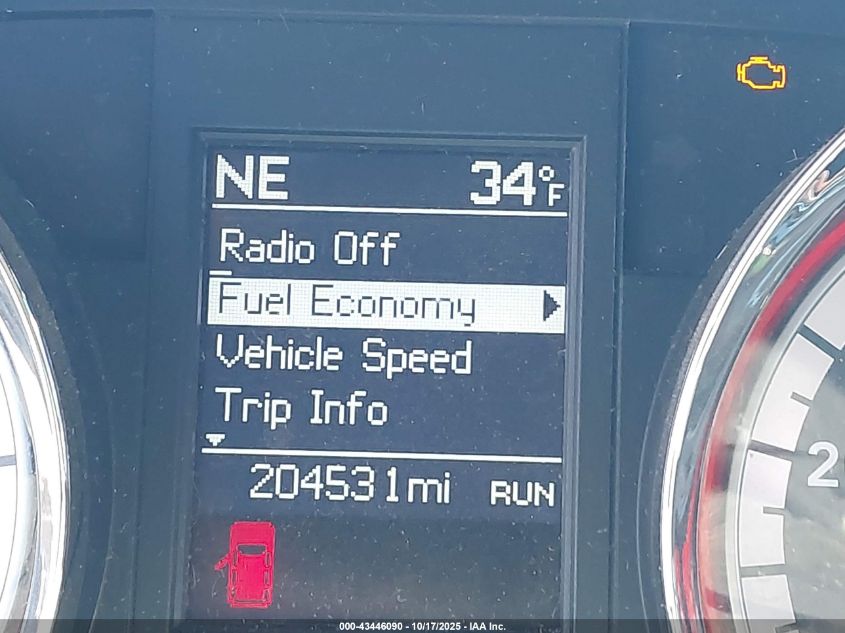 NE 34°F
Radio Off
Fuel Economy
Vehicle Speed
Trip Info
204531mi RUN
2
000-43446090 - 10/17/2025 - IAA Inc.